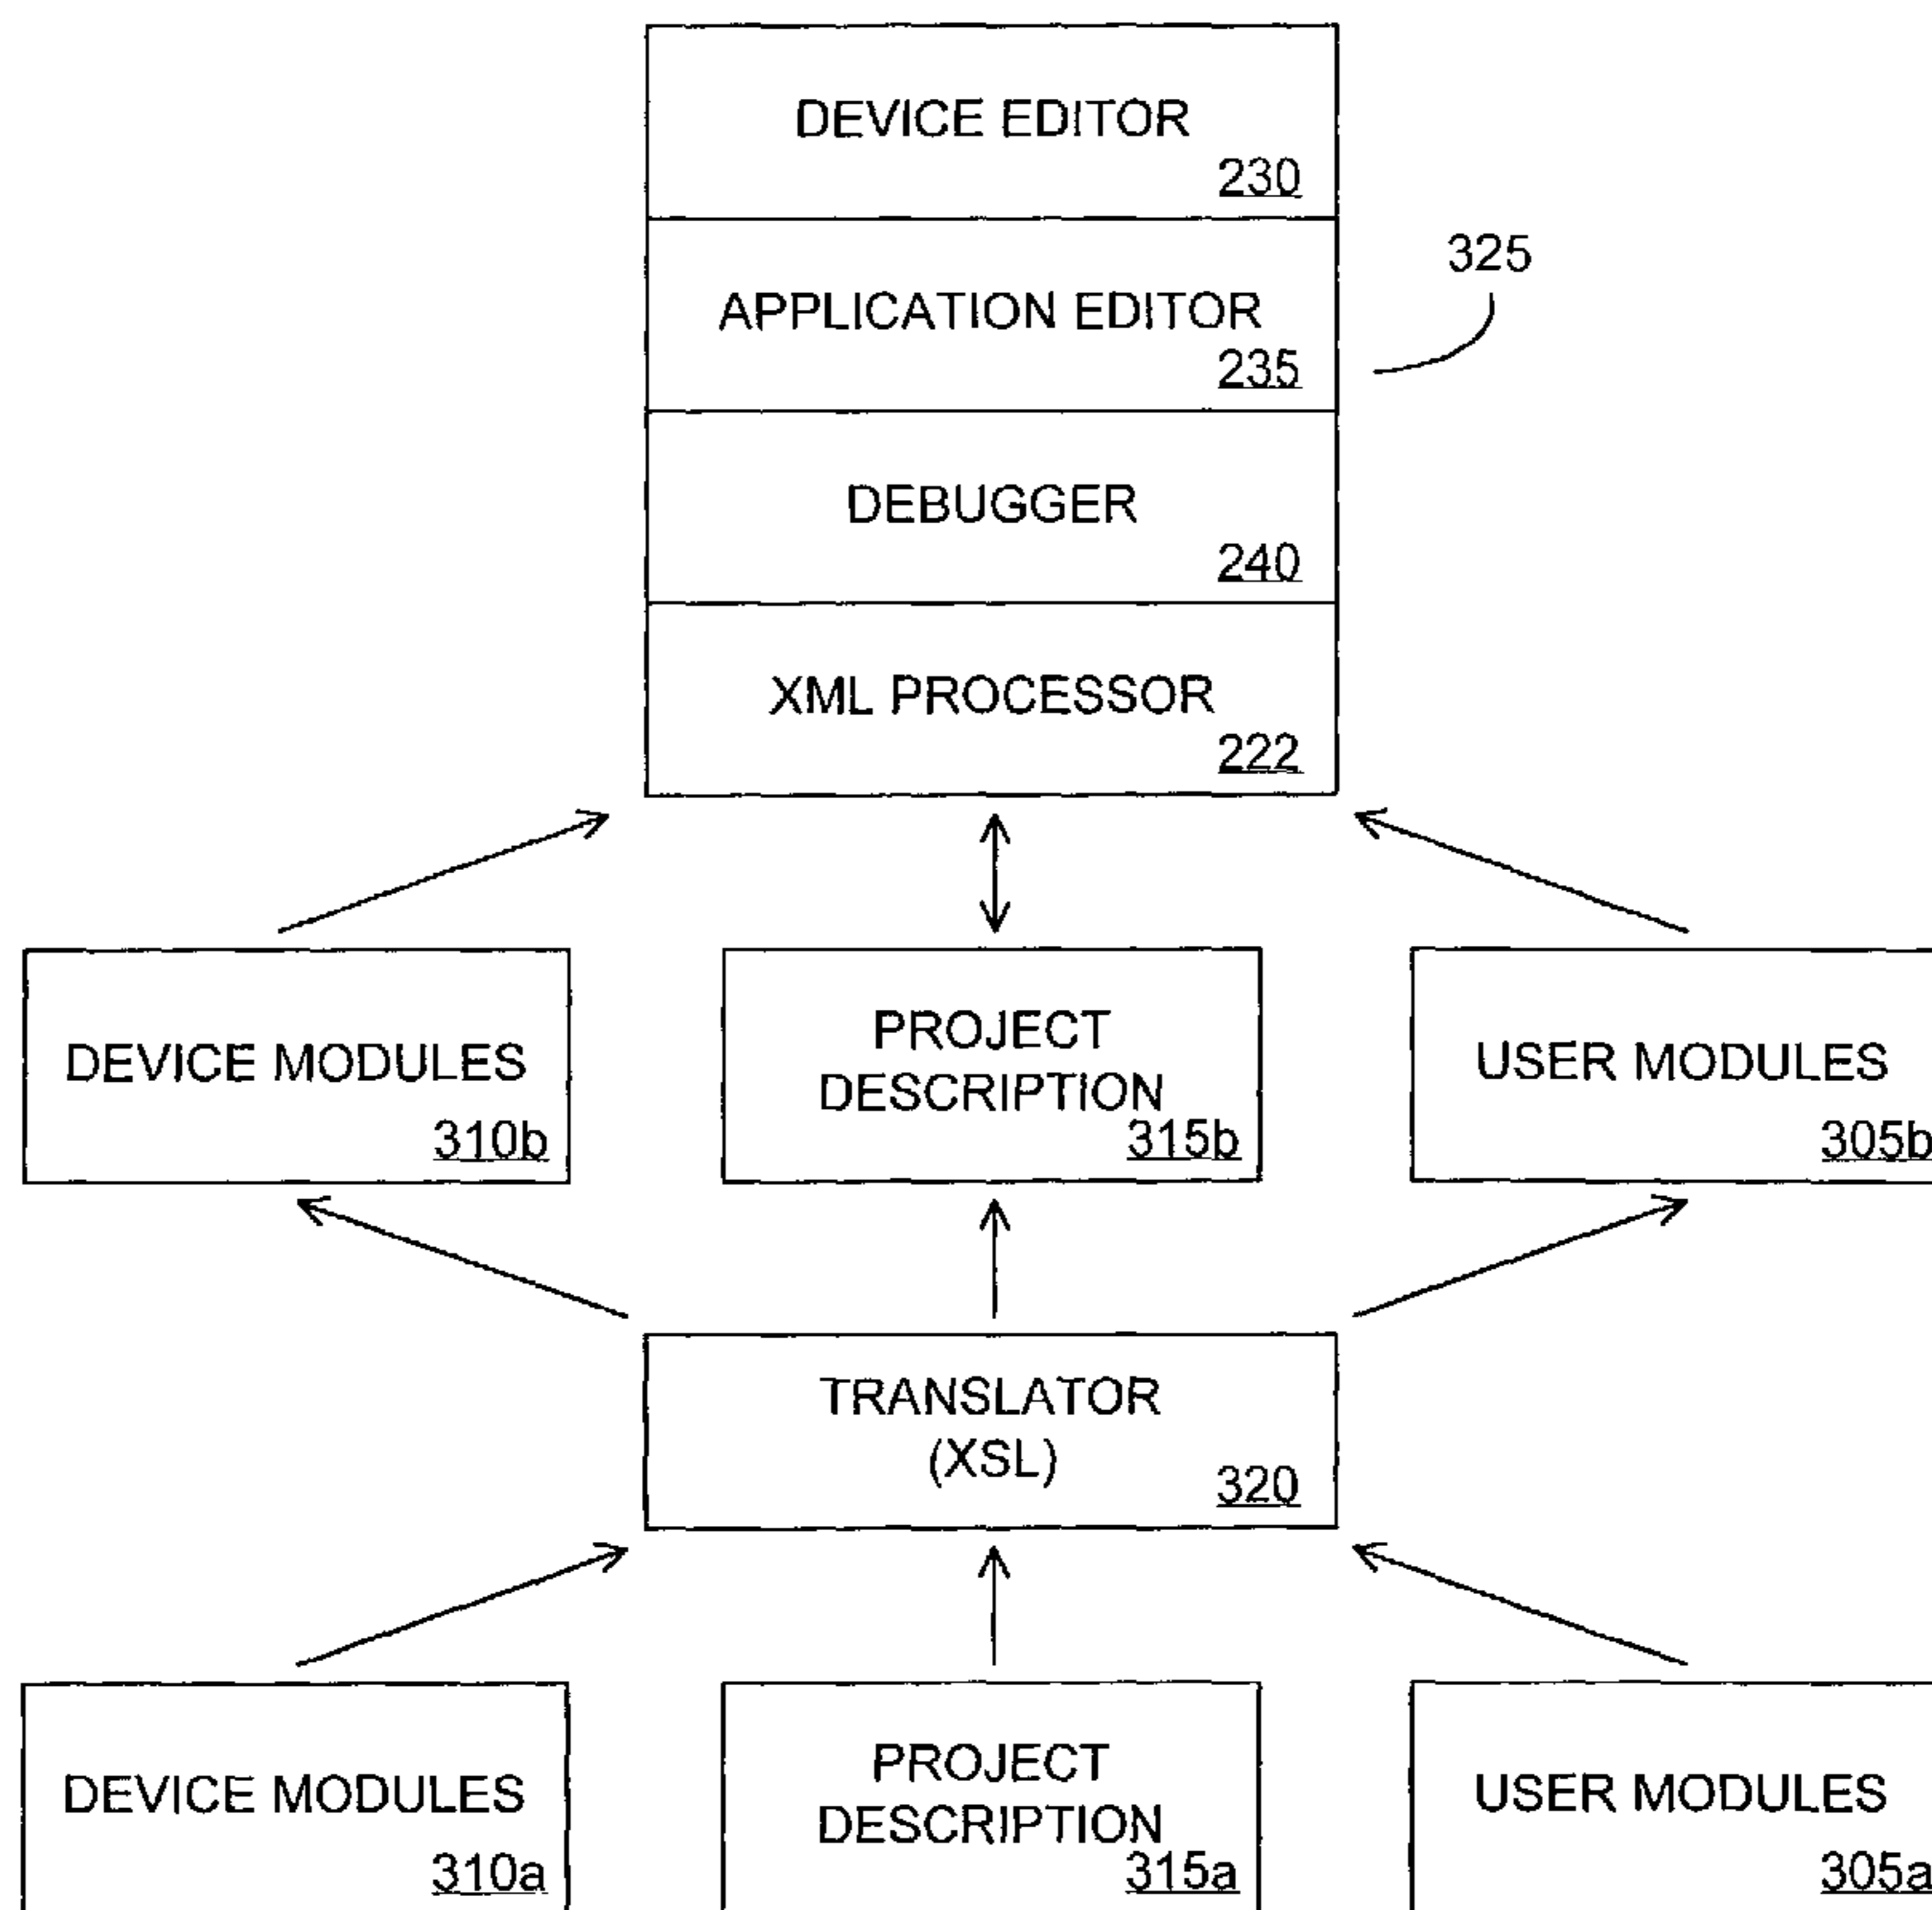 DEVICE EDITOR
230
APPLICATION EDITOR
235
325
DEBUGGER
240
XML PROCESSOR
222
DEVICE MODULES
310b
PROJECT
DESCRIPTION
315b
USER MODULES
305b
TRANSLATOR
(XSL)
320
DEVICE MODULES
310a
PROJECT
DESCRIPTION
315a
USER MODULES
305a